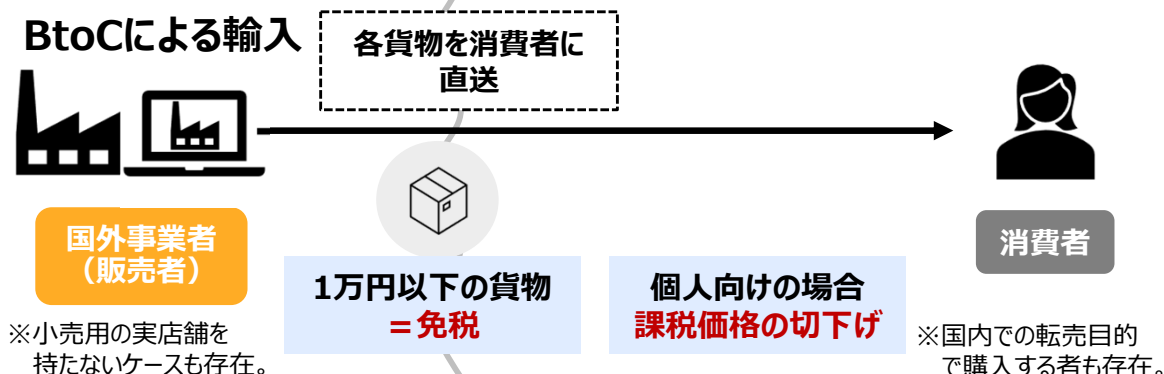 BtoCによる輸入
各貨物を消費者に
直送
国外事業者
（販売者）
消費者
1万円以下の貨物
＝免税
個人向けの場合
課税価格の切下げ
※小売用の実店舗を
持たないケースも存在。
※国内での転売目的
で購入する者も存在。